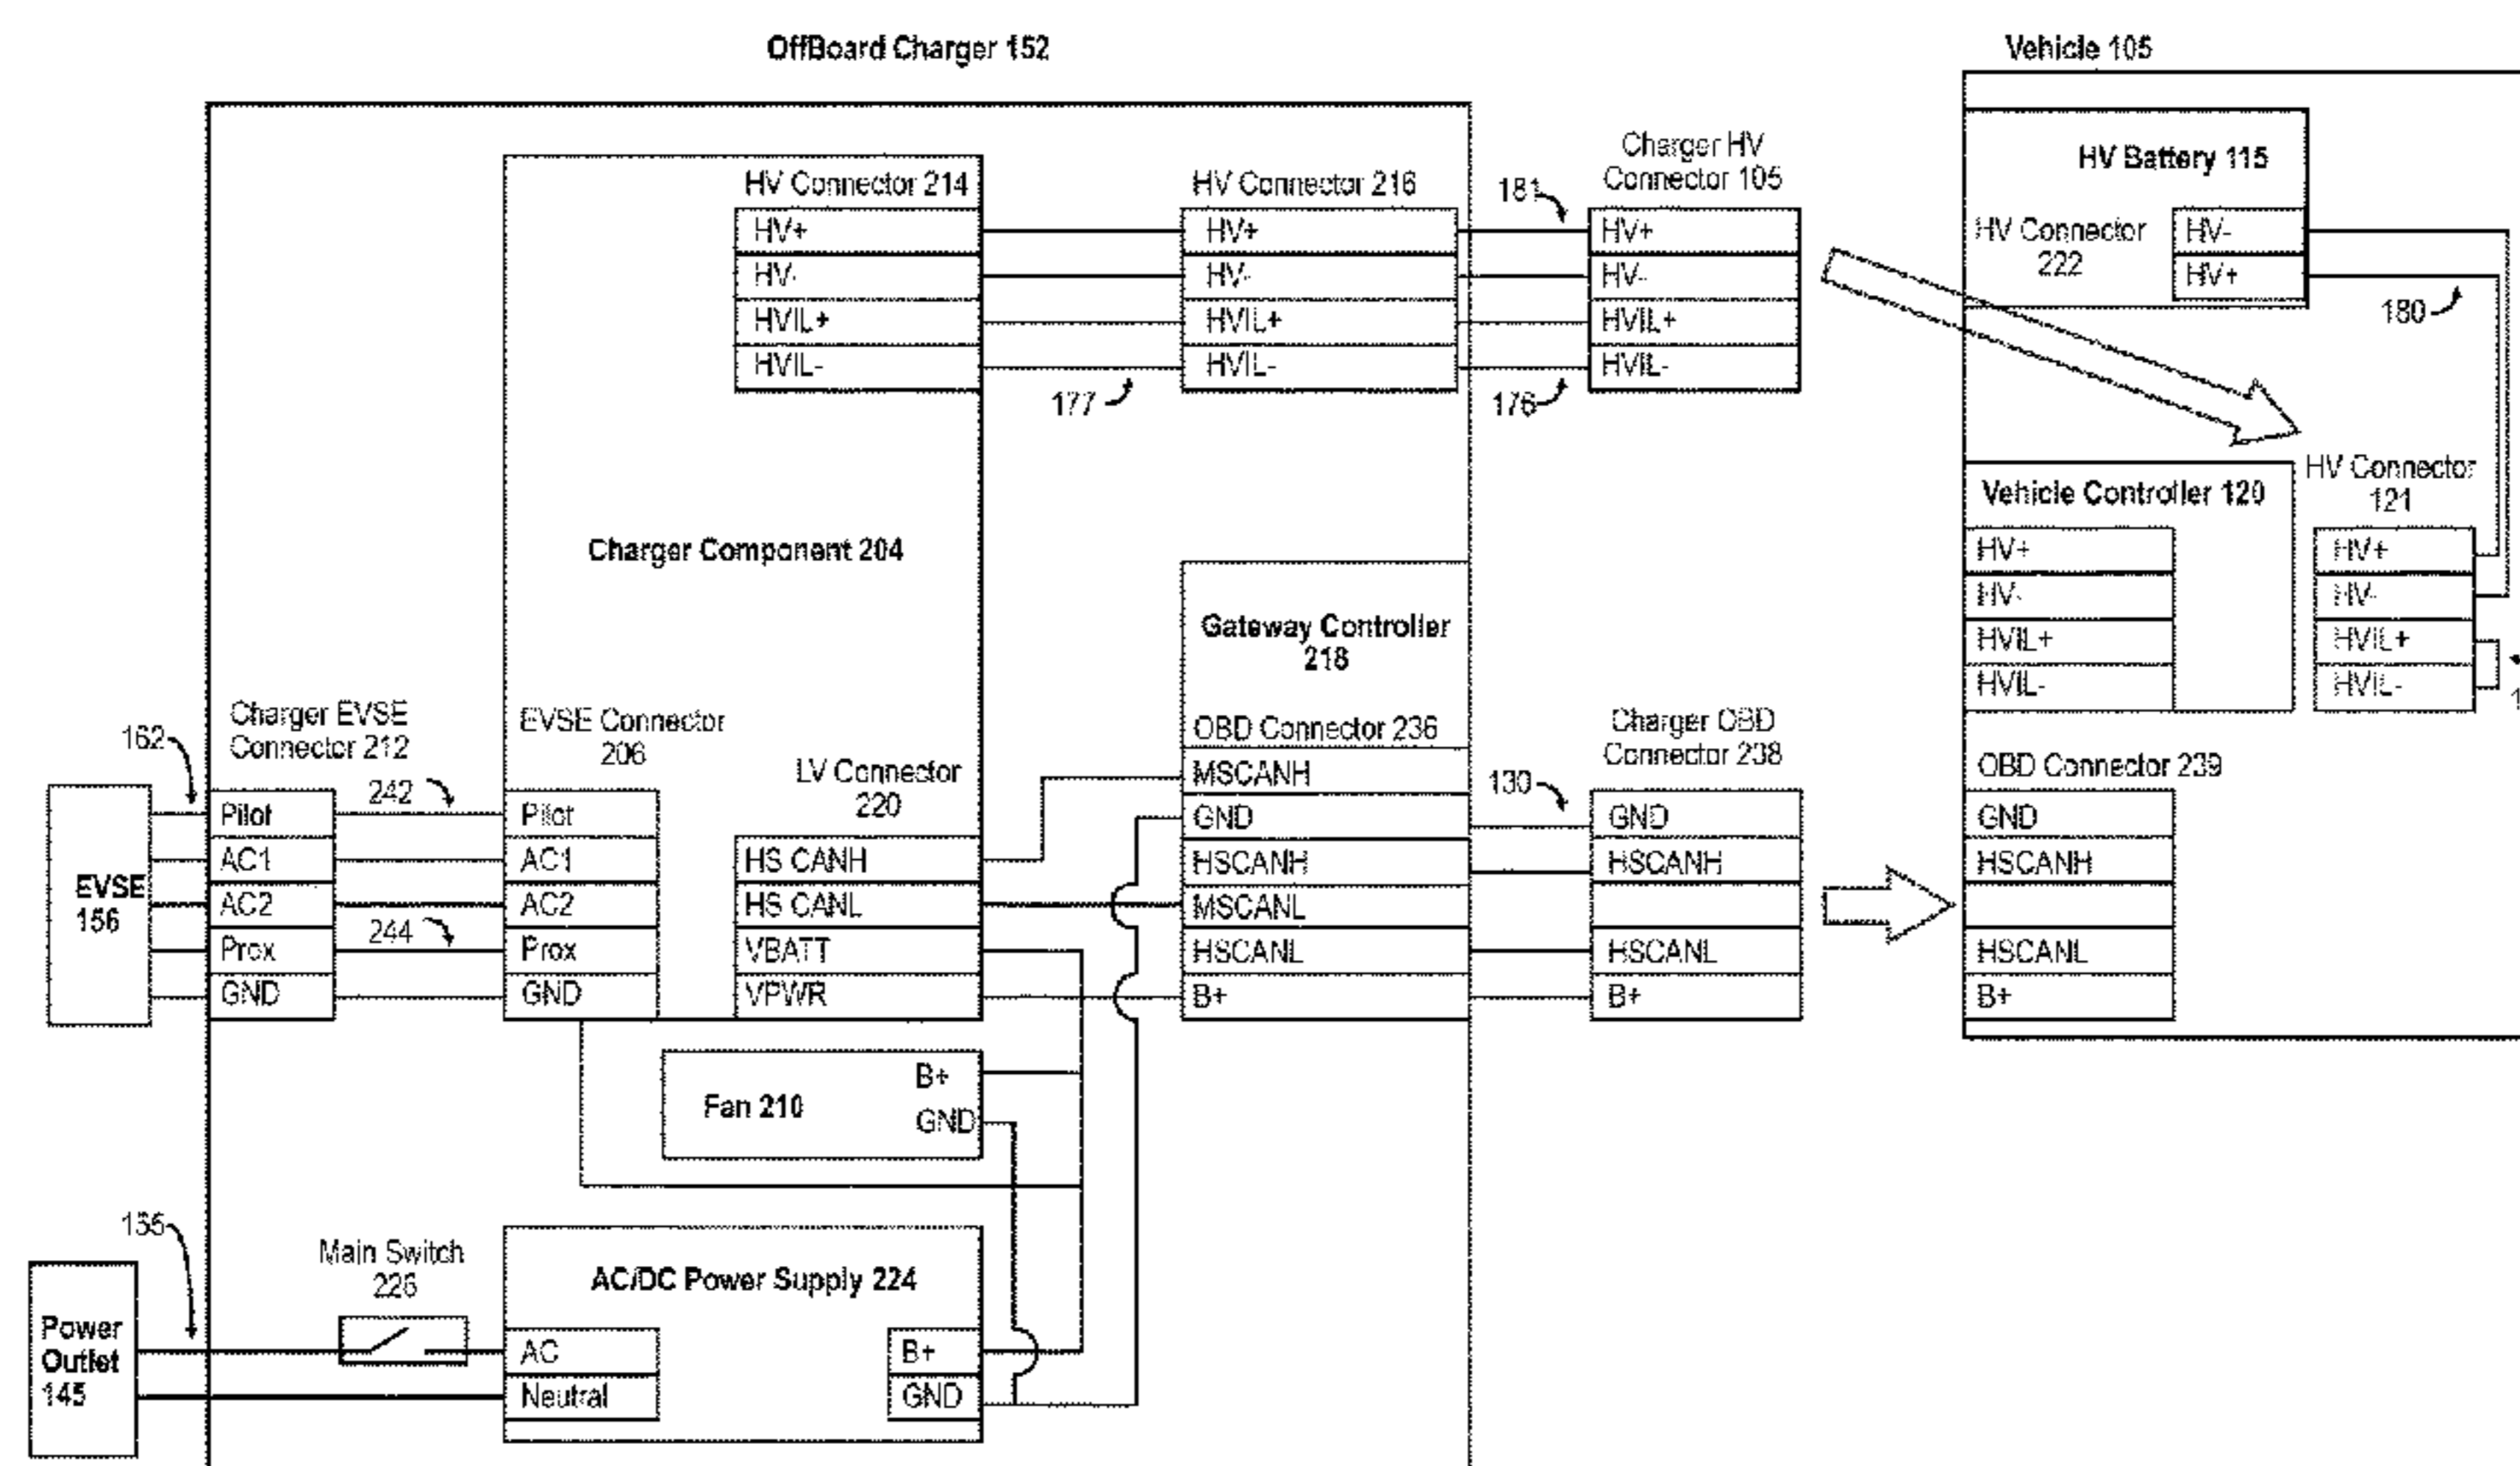 OffBoard Charger 152
Vehicle 105
HV Connector 214
HV+
HV-
HVIL+
HVIL-
177
HV Connector 216
HV+
HV-
HVIL+
HVIL-
181
176
Charger HV
Connector 105
HV+
HV-
HVIL+
HVIL-
HV Battery 115
HV Connector
222
HV-
HV+
180
Charger Component 204
Gateway Controller
218
Vehicle Controller 120
HV+
HV-
HVIL+
HVIL-
HV Connector
121
HV+
HV-
HVIL+
HVIL-
162
Charger EVSE
Connector 212
Pilot
AC1
AC2
Prox
GND
EVSE
156
242
244
EVSE Connector
206
Pilot
AC1
AC2
Prox
GND
LV Connector
220
HS CANH
HS CANL
VBATT
VPWR
OBD Connector 236
MSCANH
GND
HSCANH
MSCANL
HSCANL
B+
130
Charger OBD
Connector 238
GND
HSCANH
HSCANL
B+
OBD Connector 239
GND
HSCANH
HSCANL
B+
Fan 210
B+
GND
Main Switch
226
AC/DC Power Supply 224
AC
Neutral
B+
GND
Power
Outlet
145